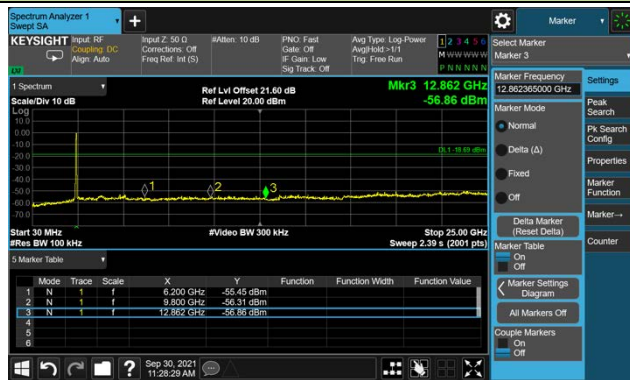 Spectrum Analyzer 1
Swept SA
Marker
KEYSIGHT Input: RF
Coupling: DC
Align: Auto
Input Z: 50 Ω
Corrections: Off
Freq Ref: Int (S)
#Atten: 10 dB
PNO: Fast
Gate: Off
IF Gain: Low
Sig Track: Off
Avg Type: Log-Power
Avg|Hold:>1/1
Trig: Free Run
1 2 3 4 5 6
M W W W W W
P N N N N N
LVI
1 Spectrum
Scale/Div 10 dB
Ref Lvl Offset 21.60 dB
Ref Level 20.00 dBm
Mkr3 12.862 GHz
-56.86 dBm
Log
10.0
0.00
-10.0
-20.0
-30.0
-40.0
-50.0
-60.0
-70.0
DL1 -18.69 dBm
1
2
3
Start 30 MHz
#Res BW 100 kHz
#Video BW 300 kHz
Stop 25.00 GHz
Sweep 2.39 s (2001 pts)
5 Marker Table
Mode Trace Scale X Y Function Function Width Function Value
1 N 1 f 6.200 GHz -55.45 dBm
2 N 1 f 9.800 GHz -56.31 dBm
3 N 1 f 12.862 GHz -56.86 dBm
4
5
6
Sep 30, 2021
11:28:29 AM
Select Marker
Marker 3
Marker Frequency
12.862365000 GHz
Marker Mode
Normal
Delta (Δ)
Fixed
Off
Delta Marker
(Reset Delta)
Marker Table
On
Off
Marker Settings
Diagram
All Markers Off
Couple Markers
On
Off
Settings
Peak
Search
Pk Search
Config
Properties
Marker
Function
Marker→
Counter